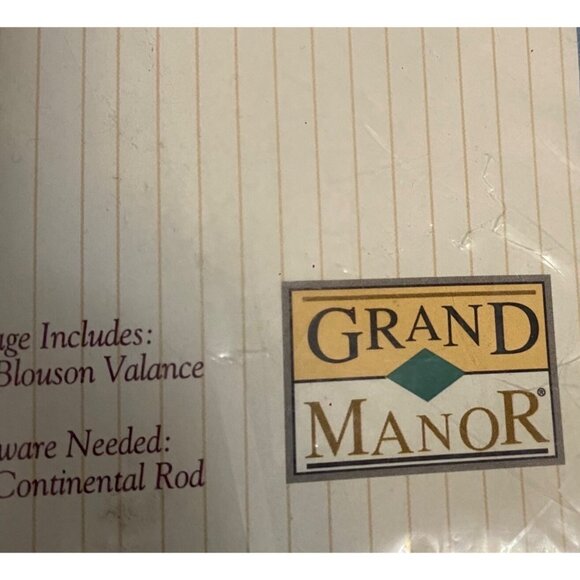 age Includes:
Blouson Valance
ware Needed:
Continental Rod
GRAND
MANOR®